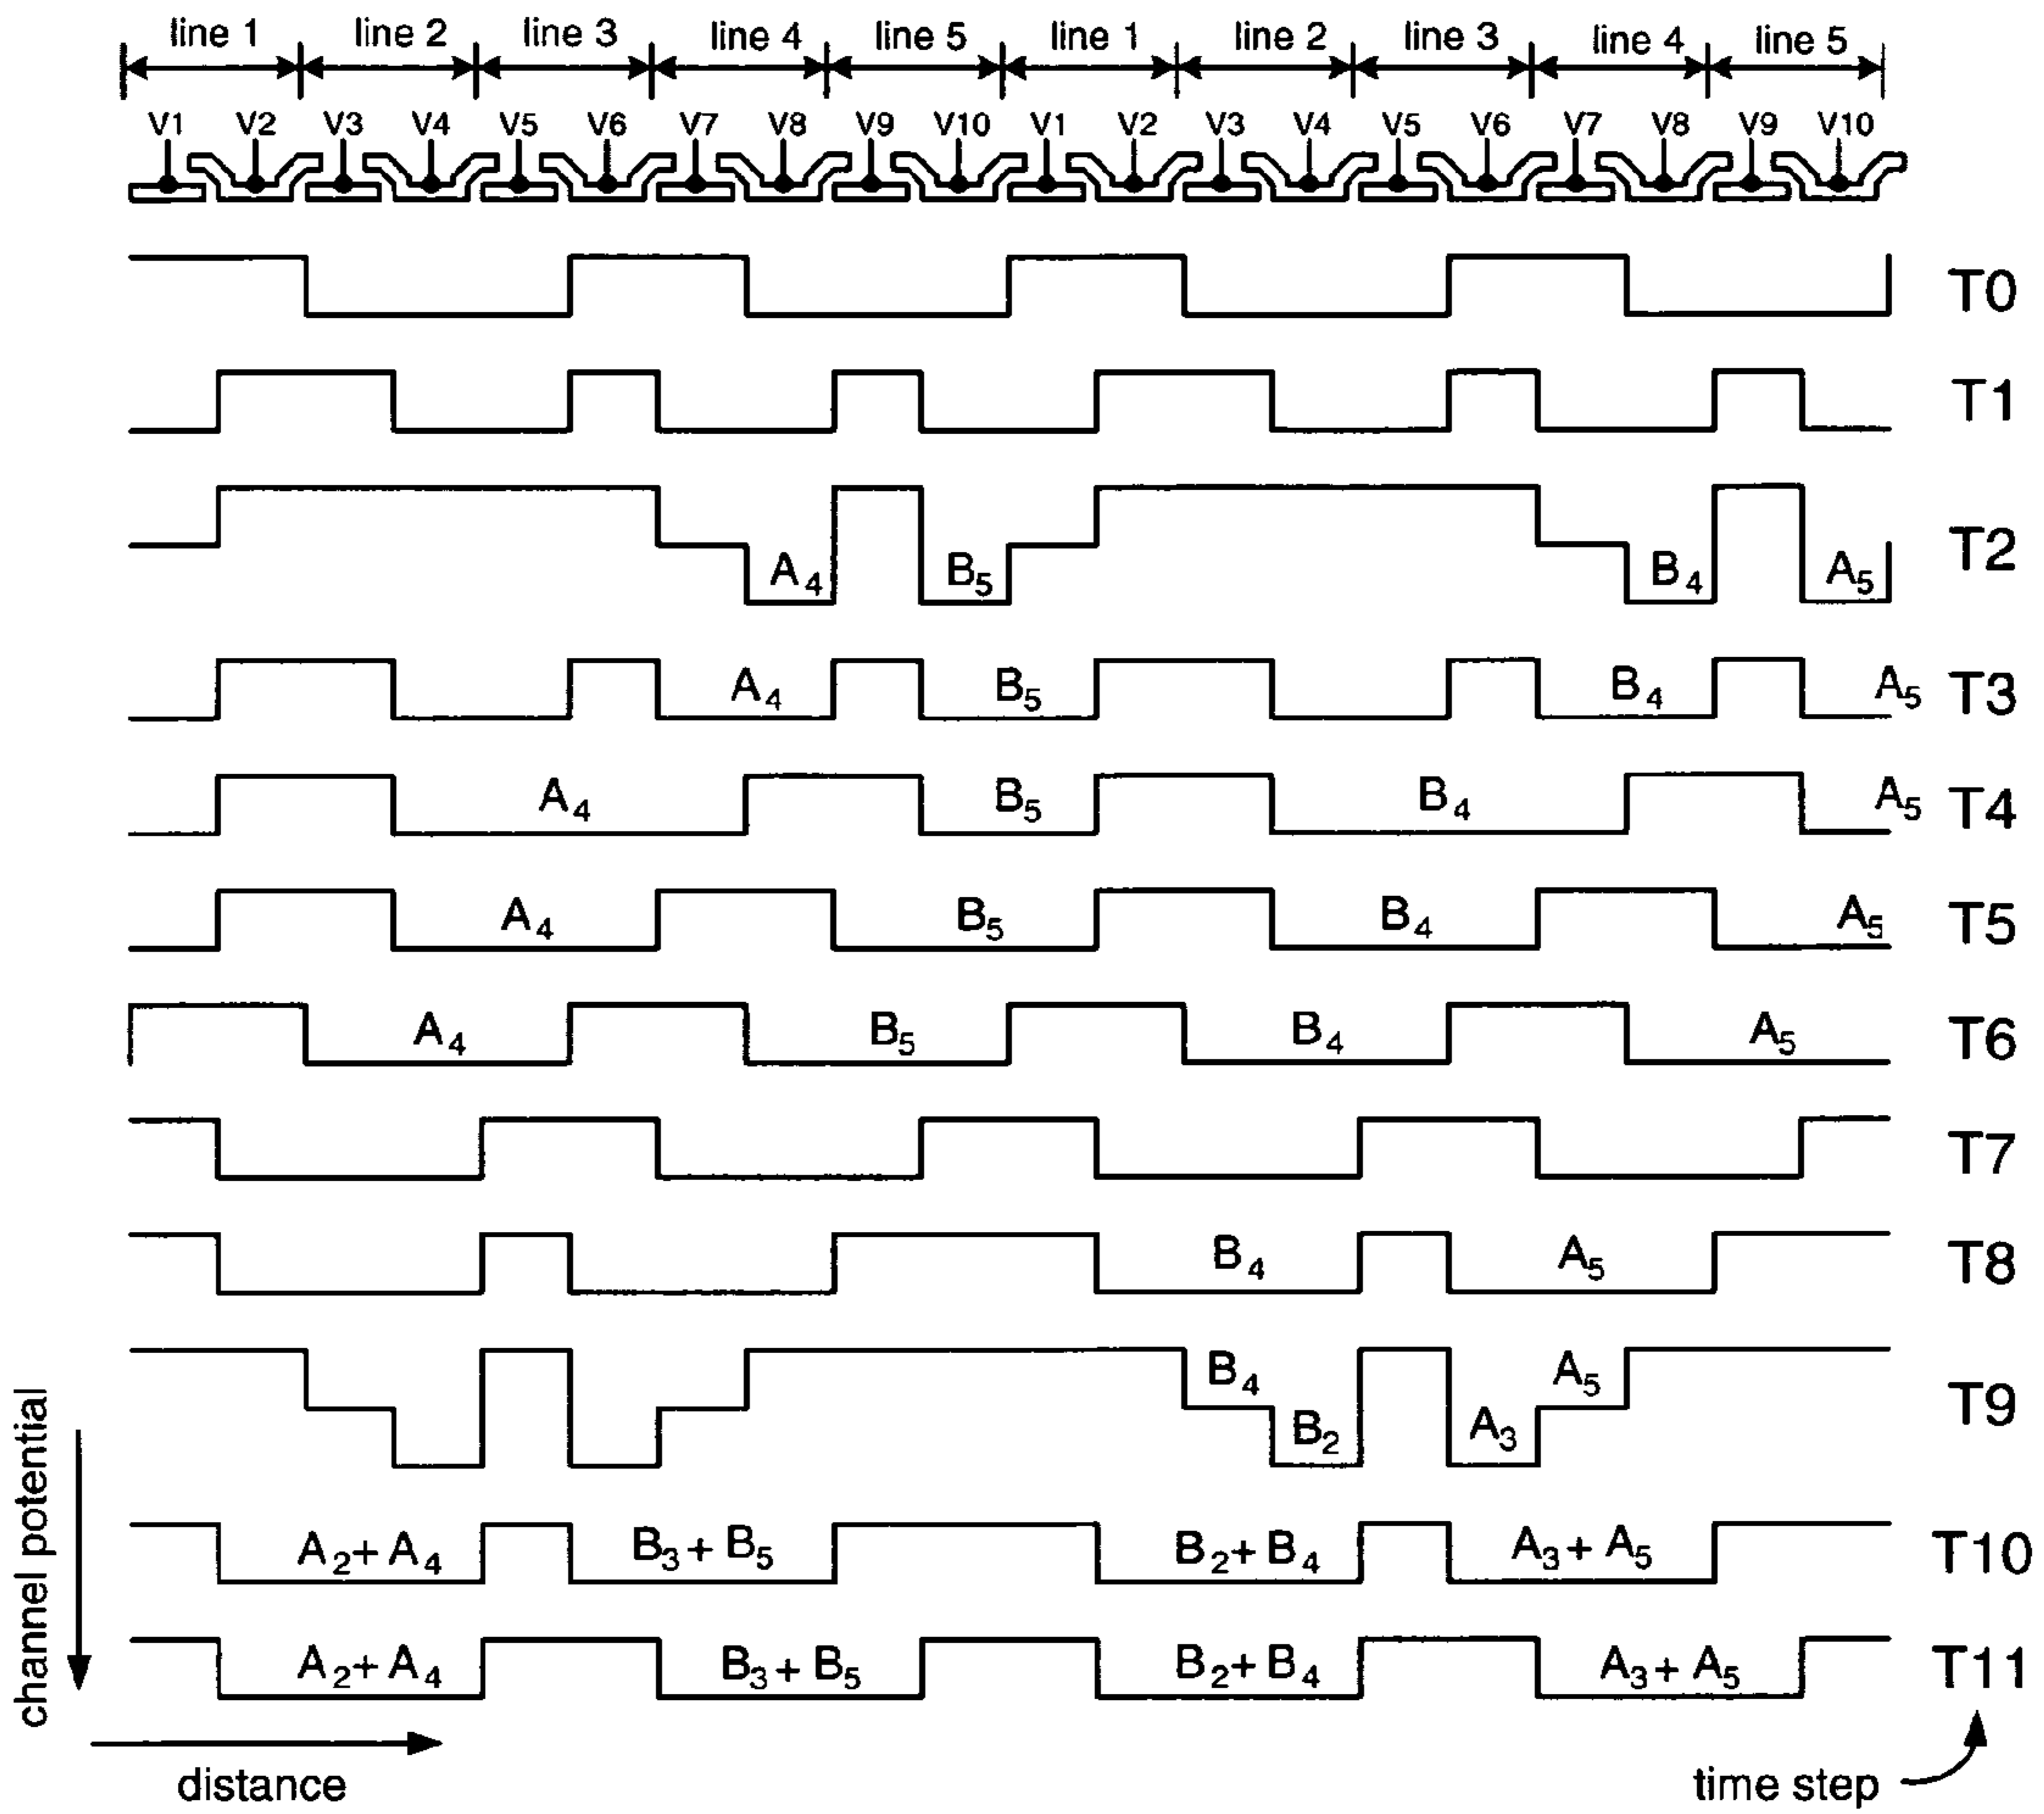 line 1 line 2 line 3 line 4 line 5 line 1 line 2 line 3 line 4 line 5
V1 V2 V3 V4 V5 V6 V7 V8 V9 V10 V1 V2 V3 V4 V5 V6 V7 V8 V9 V10
T0
T1
A4 B5 B4 A5 T2
A4 B5 B4 A5 T3
A4 B5 B4 A5 T4
A4 B5 B4 A5 T5
A4 B5 B4 A5 T6
T7
B4 A5 T8
B4 A5 T9
B2 A3
A2 + A4 B3 + B5 B2 + B4 A3 + A5 T10
A2 + A4 B3 + B5 B2 + B4 A3 + A5 T11
channel potential
distance
time step